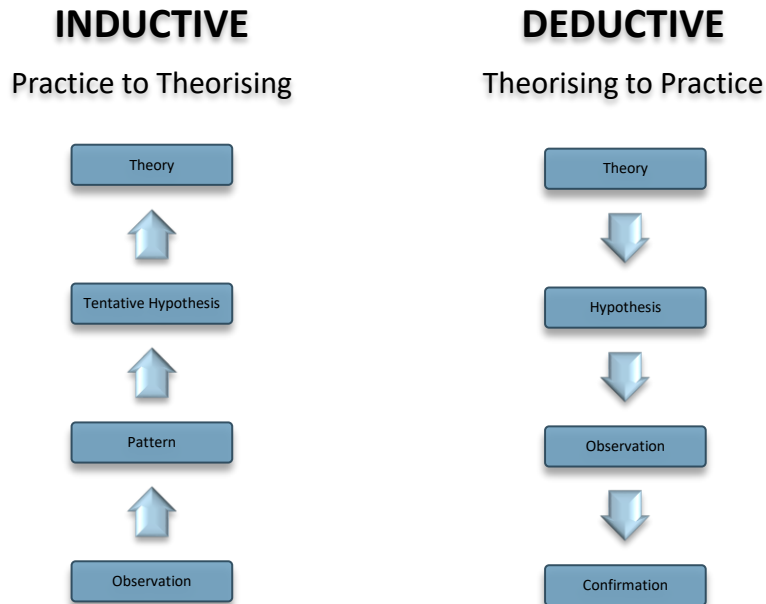 INDUCTIVE
Practice to Theorising
Theory
Tentative Hypothesis
Pattern
Observation
DEDUCTIVE
Theorising to Practice
Theory
Hypothesis
Observation
Confirmation